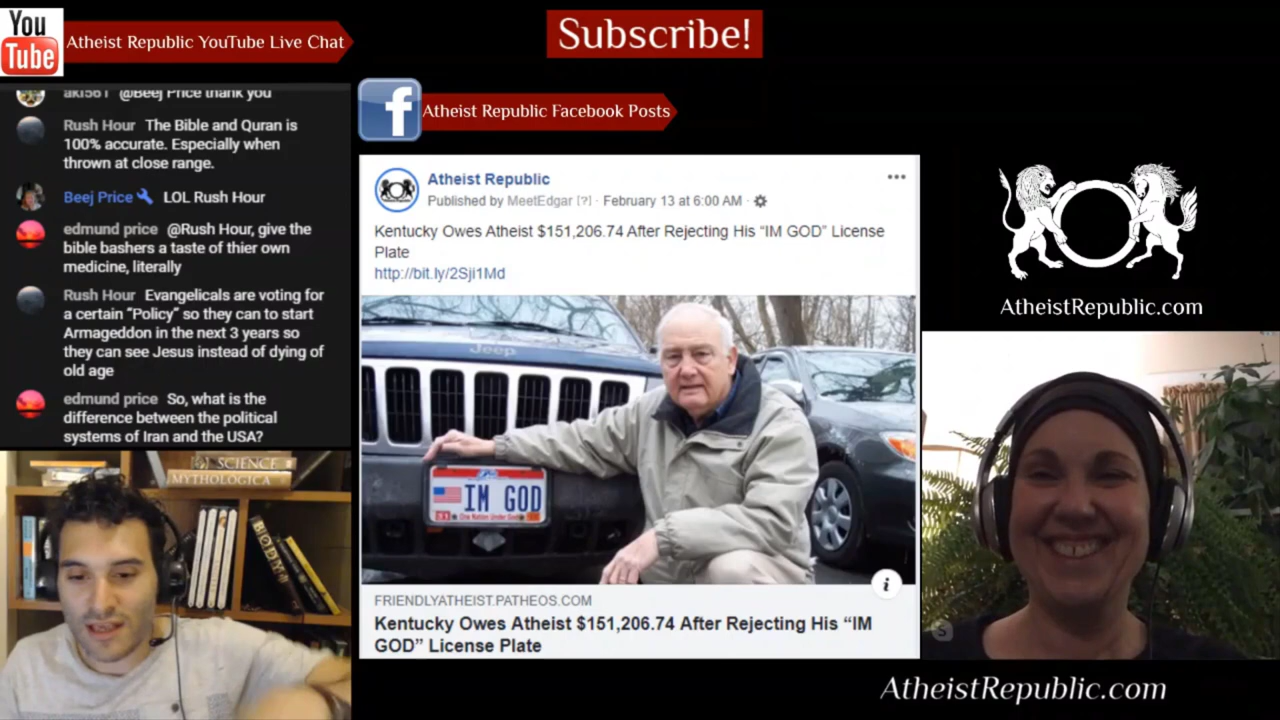 You
Tube
Atheist Republic YouTube Live Chat
Subscribe!
Atheist Republic Facebook Posts
aki561 @Beej Price thank you
Rush Hour The Bible and Quran is
100% accurate. Especially when
thrown at close range.
Beej Price LOL Rush Hour
edmund price @Rush Hour, give the
bible bashers a taste of thier own
medicine, literally
Rush Hour Evangelicals are voting for
a certain "Policy" so they can to start
Armageddon in the next 3 years so
they can see Jesus instead of dying of
old age
edmund price So, what is the
difference between the political
systems of Iran and the USA?
f
Atheist Republic
Published by MeetEdgar [?] · February 13 at 6:00 AM ·
Kentucky Owes Atheist $151,206.74 After Rejecting His “IM GOD” License
Plate
http://bit.ly/2Sji1Md
Jeep
IM GOD
One Nation Under God
i
FRIENDLYATHEIST.PATHEOS.COM
Kentucky Owes Atheist $151,206.74 After Rejecting His “IM
GOD” License Plate
AtheistRepublic.com
SCIENCE
MYTHOLOGICA
BODY
S
AtheistRepublic.com